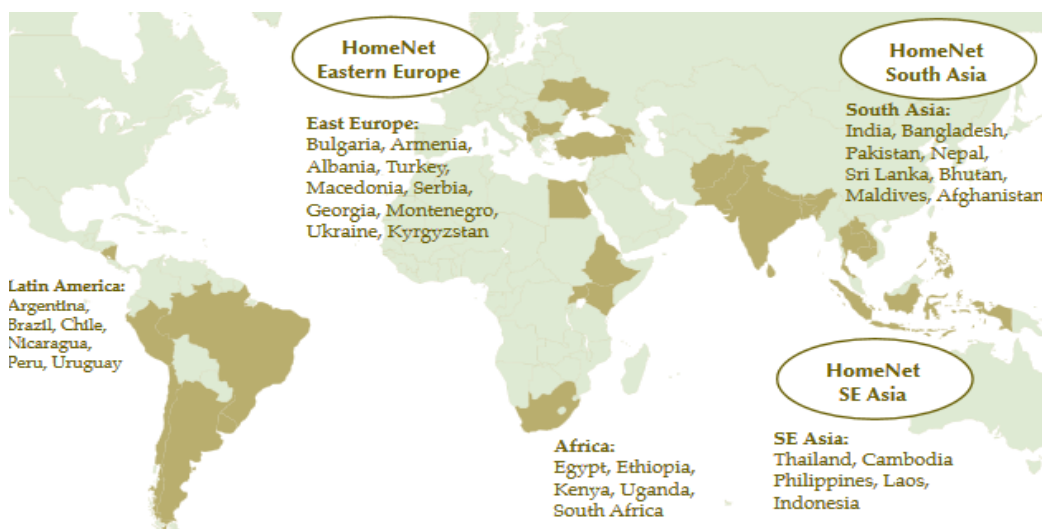 HomeNet
Eastern Europe
East Europe:
Bulgaria, Armenia,
Albania, Turkey,
Macedonia, Serbia,
Georgia, Montenegro,
Ukraine, Kyrgyzstan
HomeNet
South Asia
South Asia:
India, Bangladesh,
Pakistan, Nepal,
Sri Lanka, Bhutan,
Maldives, Afghanistan
Latin America:
Argentina,
Brazil, Chile,
Nicaragua,
Peru, Uruguay
Africa:
Egypt, Ethiopia,
Kenya, Uganda,
South Africa
HomeNet
SE Asia
SE Asia:
Thailand, Cambodia
Philippines, Laos,
Indonesia